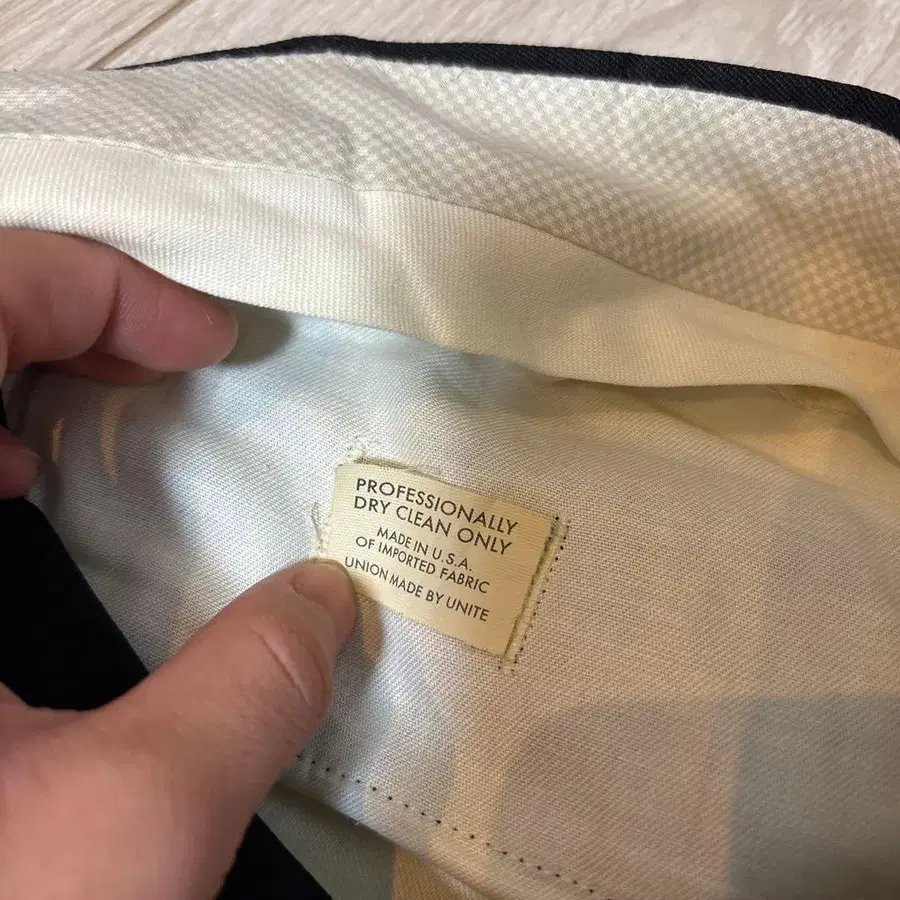 PROFESSIONALLY
DRY CLEAN ONLY
MADE IN U.S.A.
OF IMPORTED FABRIC
UNION MADE BY UNITE